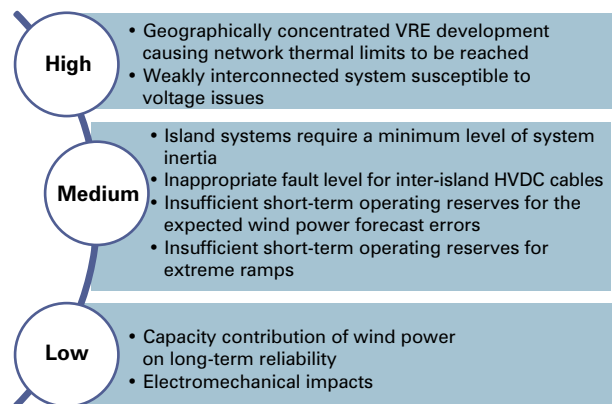 High
• Geographically concentrated VRE development
causing network thermal limits to be reached
• Weakly interconnected system susceptible to
voltage issues
Medium
• Island systems require a minimum level of system
inertia
• Inappropriate fault level for inter-island HVDC cables
• Insufficient short-term operating reserves for the
expected wind power forecast errors
• Insufficient short-term operating reserves for
extreme ramps
Low
• Capacity contribution of wind power
on long-term reliability
• Electromechanical impacts